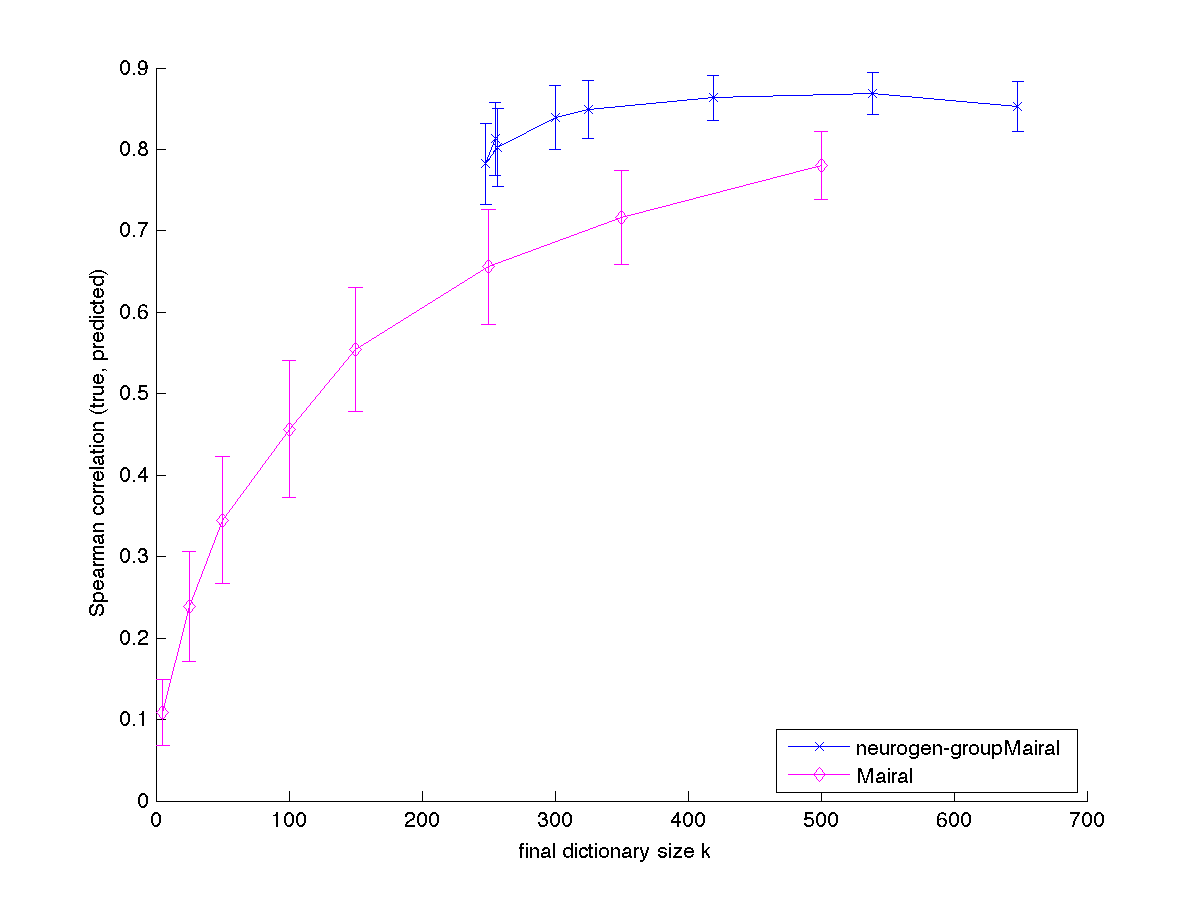 0.9
0.8
0.7
0.6
0.5
0.4
0.3
0.2
0.1
0
Spearman correlation (true, predicted)
neurogen-groupMairal
Mairal
0 100 200 300 400 500 600 700
final dictionary size k